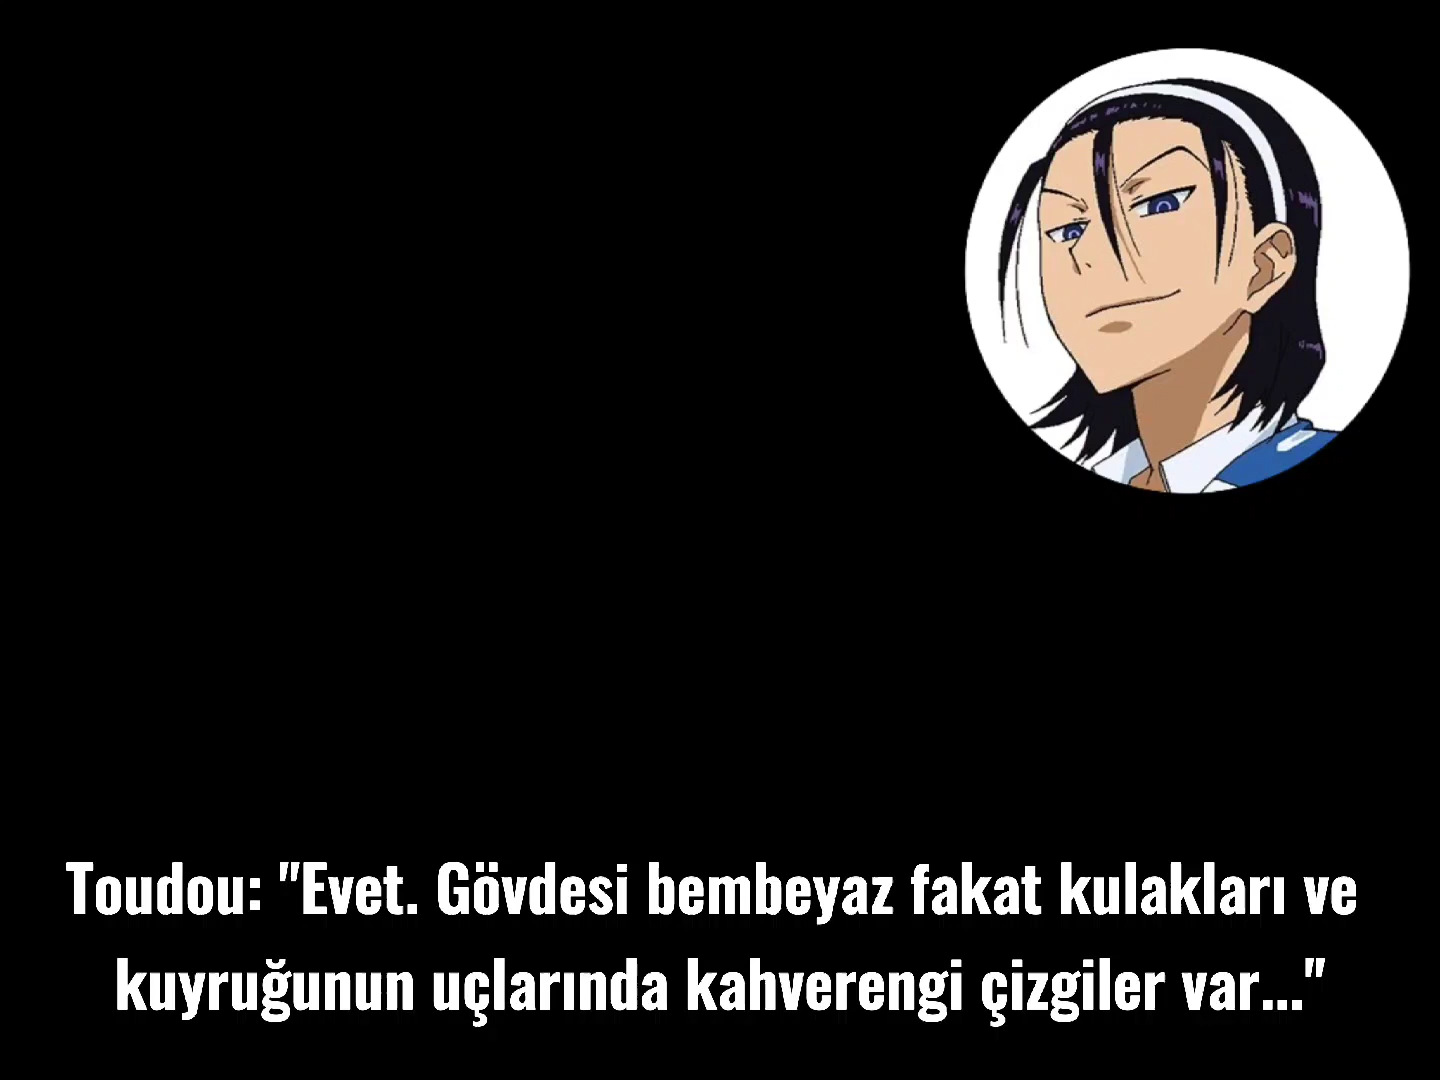 Toudou: "Evet. Gövdesi bembeyaz fakat kulakları ve
kuyruğunun uçlarında kahverengi çizgiler var..."